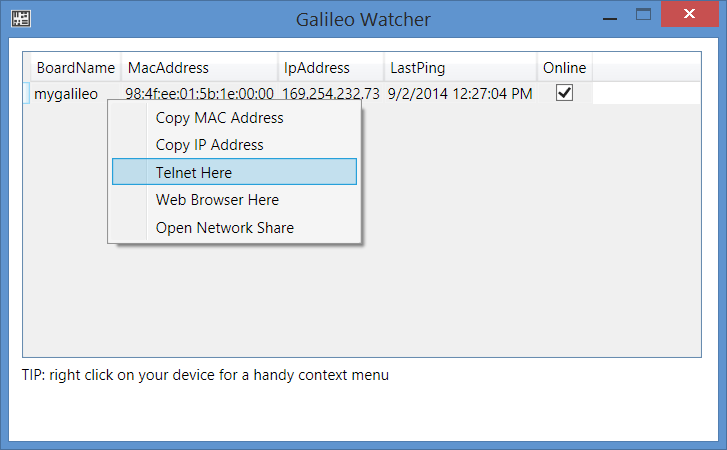 Galileo Watcher
BoardName MacAddress IpAddress LastPing Online
mygalileo 98:4f:ee:01:5b:1e:00:00 169.254.232.73 9/2/2014 12:27:04 PM
Copy MAC Address
Copy IP Address
Telnet Here
Web Browser Here
Open Network Share
TIP: right click on your device for a handy context menu